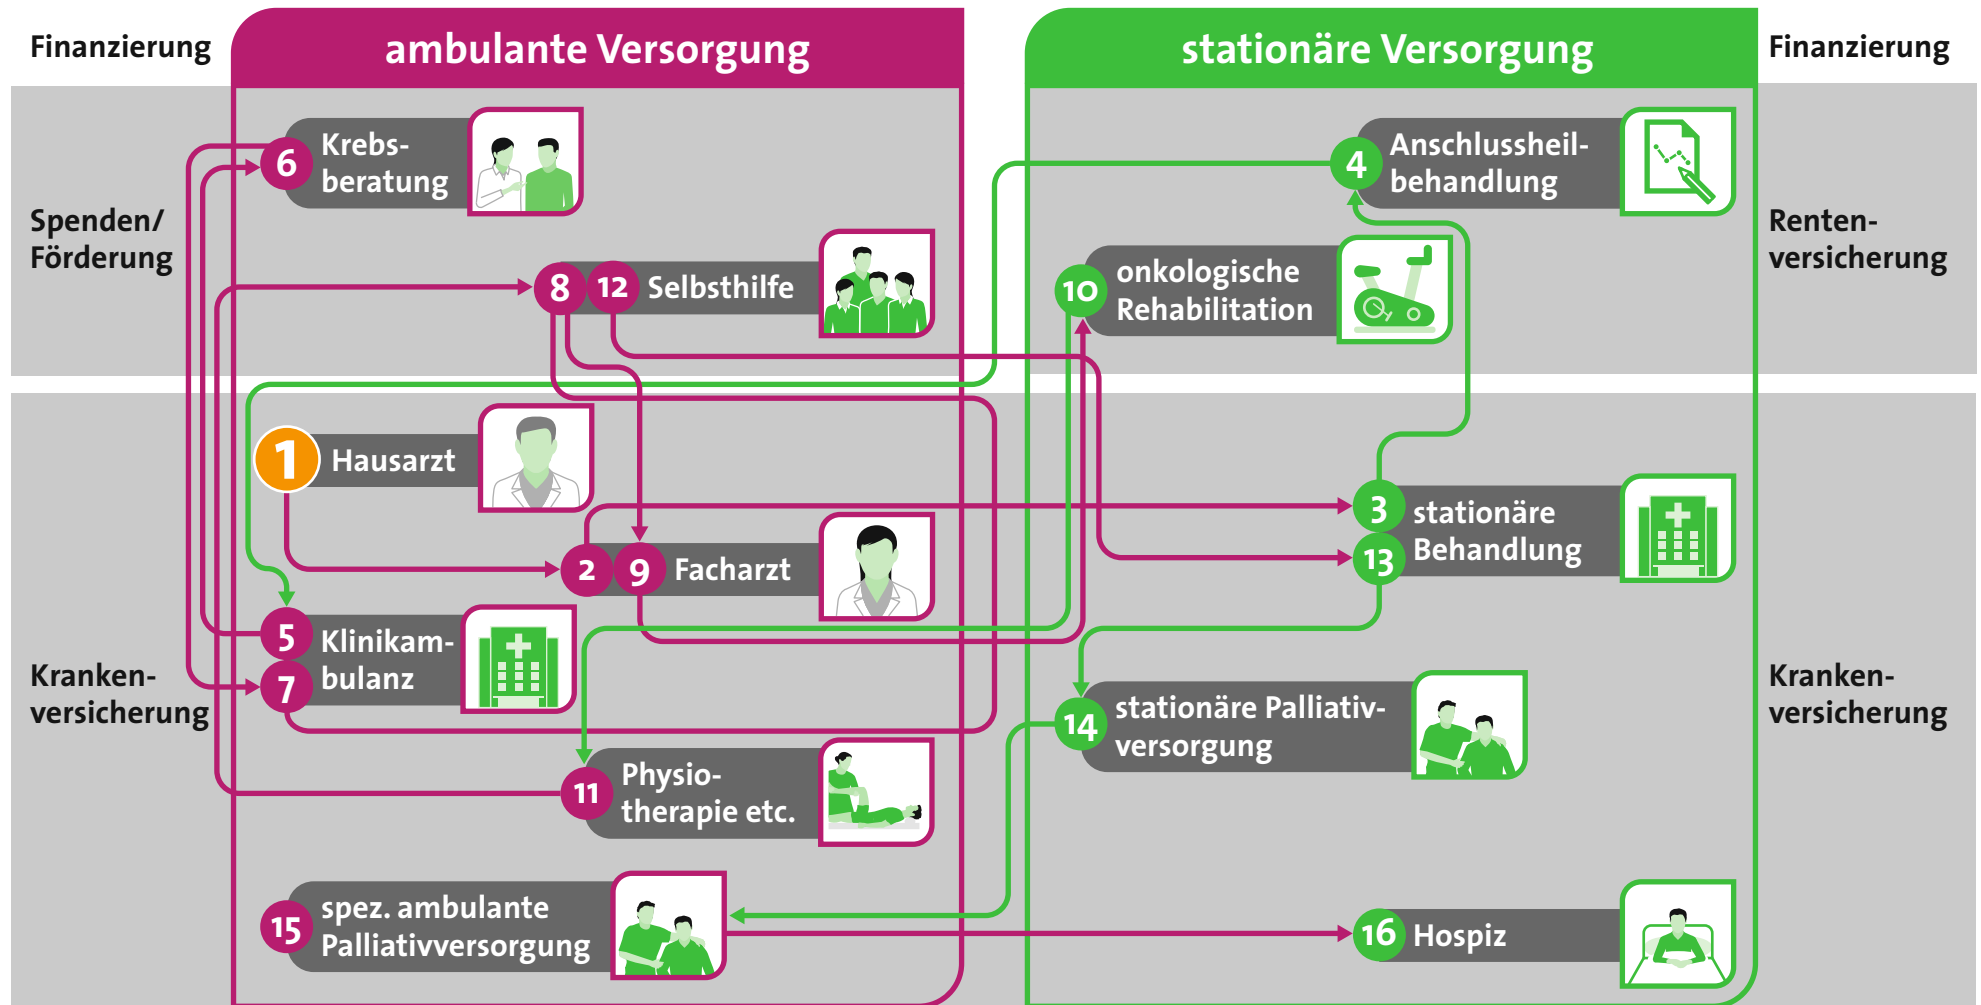 Finanzierung
ambulante Versorgung
stationäre Versorgung
Finanzierung
Spenden/
Förderung
6
Krebs-
beratung
8 12 Selbsthilfe
4
Anschlussheil-
behandlung
10
onkologische
Rehabilitation
Renten-
versicherung
Kranken-
versicherung
1 Hausarzt
2 9 Facharzt
5
7
Klinikam-
bulanz
11
Physio-
therapie etc.
15
spez. ambulante
Palliativversorgung
3
13
stationäre
Behandlung
14
stationäre Palliativ-
versorgung
16 Hospiz
Kranken-
versicherung